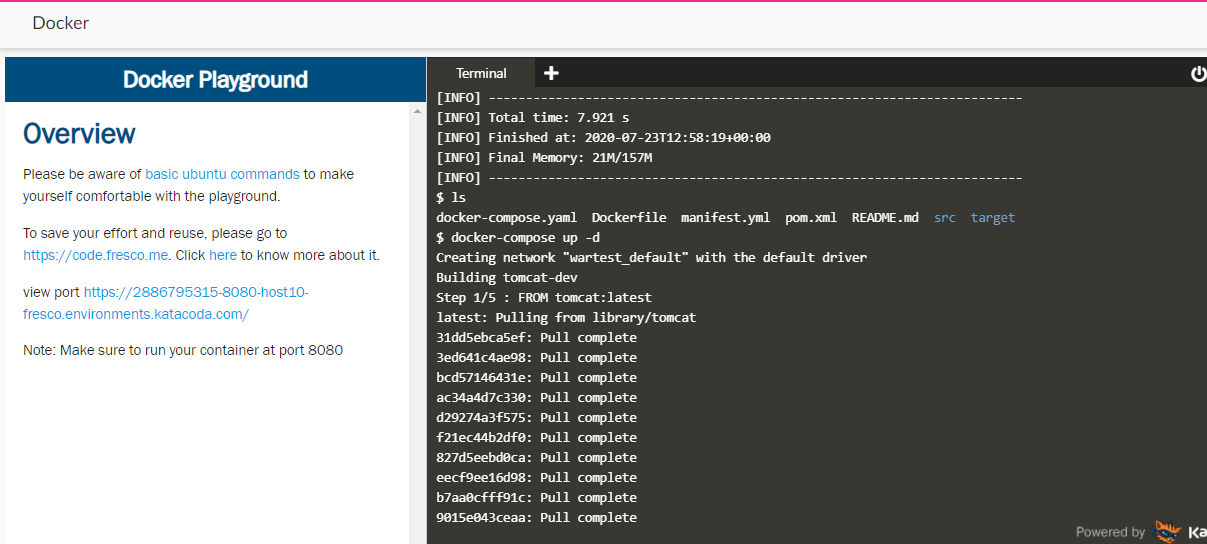 Docker
Docker Playground
Overview
Please be aware of basic ubuntu commands to make
yourself comfortable with the playground.
To save your effort and reuse, please go to
https://code.fresco.me. Click here to know more about it.
view port https://2886795315-8080-host10-
fresco.environments.katacoda.com/
Note: Make sure to run your container at port 8080
Terminal
[INFO] ------------------------------------------------------------------------
[INFO] Total time: 7.921 s
[INFO] Finished at: 2020-07-23T12:58:19+00:00
[INFO] Final Memory: 21M/157M
[INFO] ------------------------------------------------------------------------
$ ls
docker-compose.yaml  Dockerfile  manifest.yml  pom.xml  README.md  src  target
$ docker-compose up -d
Creating network "wartest_default" with the default driver
Building tomcat-dev
Step 1/5 : FROM tomcat:latest
latest: Pulling from library/tomcat
31dd5ebca5ef: Pull complete
3ed641c4ae98: Pull complete
bcd57146431e: Pull complete
ac34a4d7c330: Pull complete
d29274a3f575: Pull complete
f21ec44b2df0: Pull complete
827d5eebd0ca: Pull complete
eecf9ee16d98: Pull complete
b7aa0cfff91c: Pull complete
9015e043ceaa: Pull complete
Powered by Ka